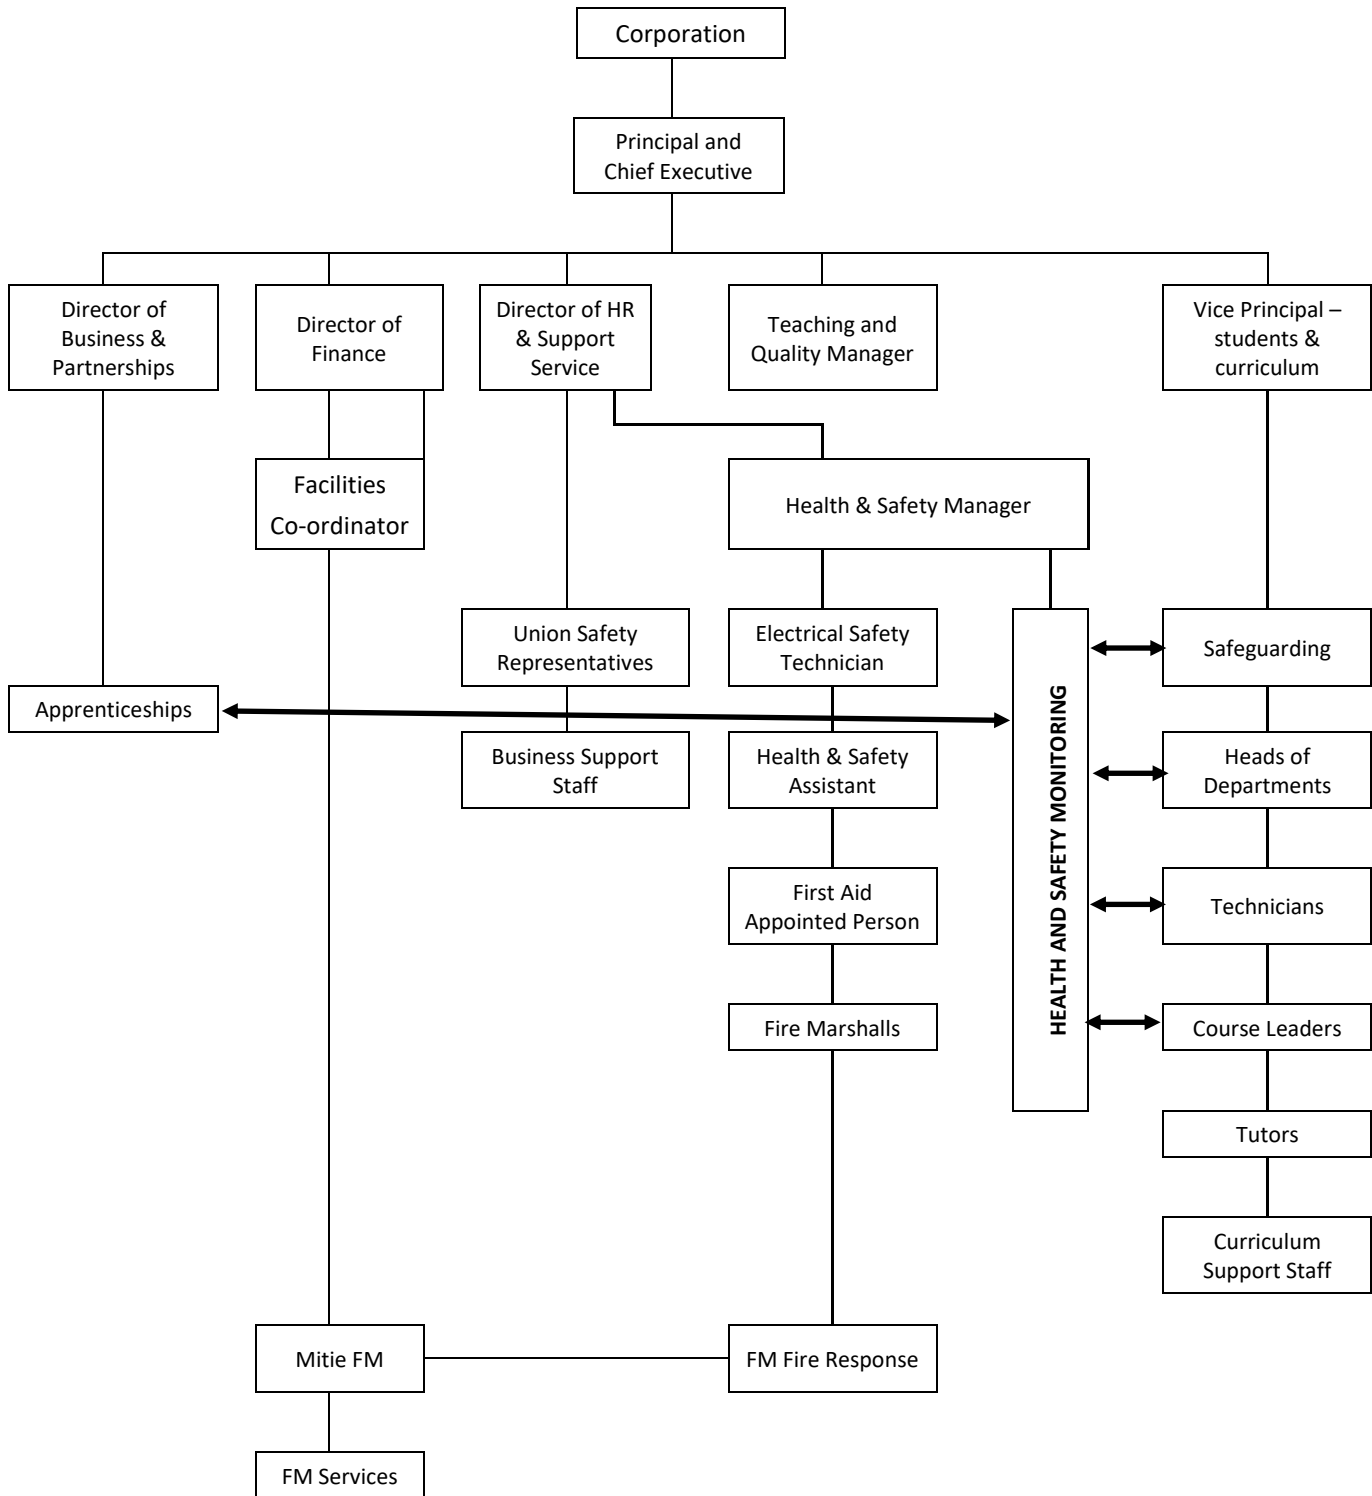 Corporation
Principal and
Chief Executive
Director of
Business &
Partnerships
Director of
Finance
Director of HR
& Support
Service
Teaching and
Quality Manager
Vice Principal –
students &
curriculum
Facilities
Co-ordinator
Health & Safety Manager
Union Safety
Representatives
Electrical Safety
Technician
HEALTH AND SAFETY MONITORING
Safeguarding
Apprenticeships
Business Support
Staff
Health & Safety
Assistant
Heads of
Departments
First Aid
Appointed Person
Technicians
Fire Marshalls
Course Leaders
Tutors
Curriculum
Support Staff
Mitie FM
FM Fire Response
FM Services